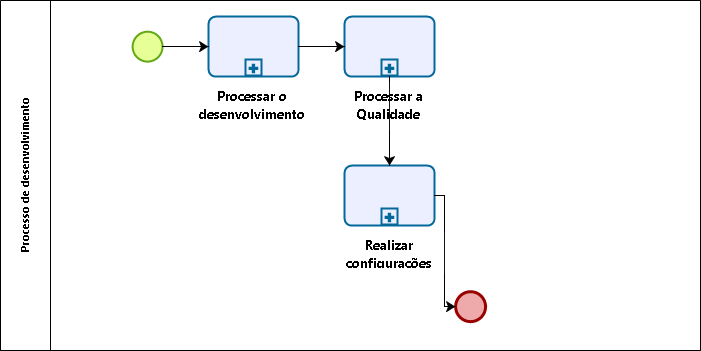 Processo de desenvolvimento
Processar o
desenvolvimento
Processar a
Qualidade
Realizar
configurações